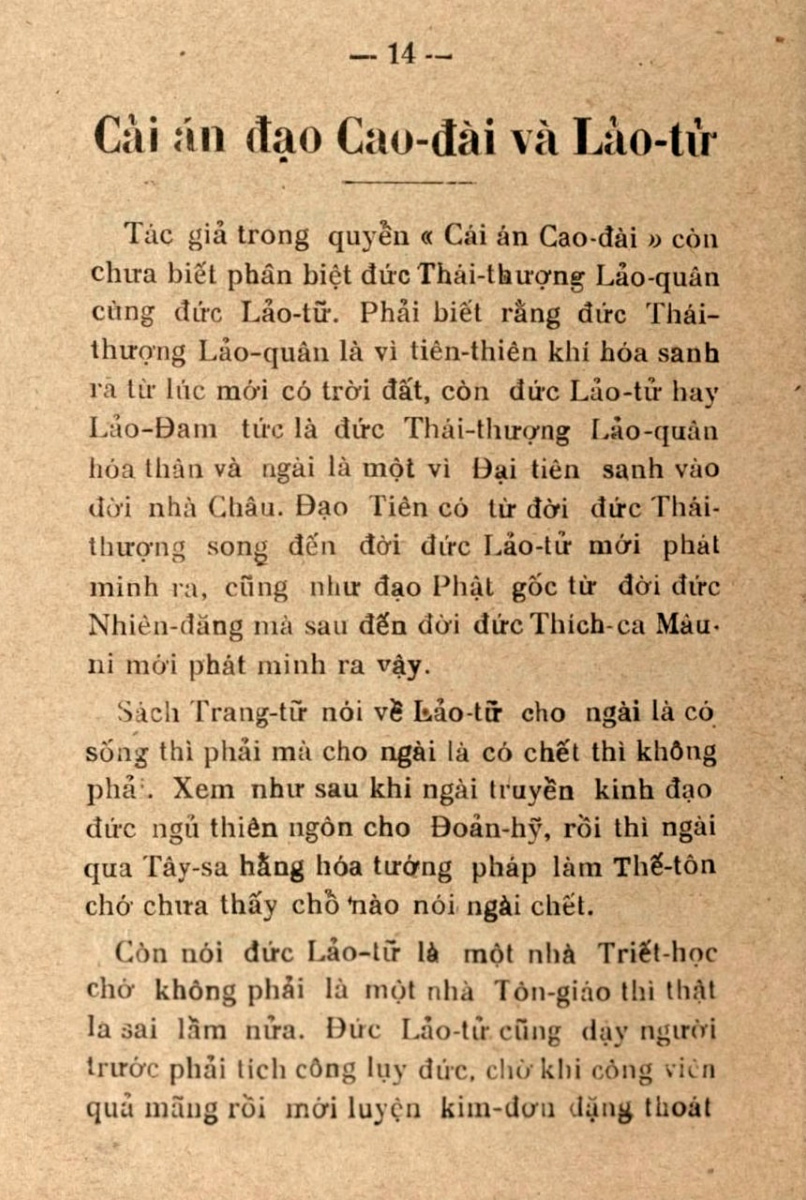 — 14 —
Cải án đạo Cao-đài và Lảo-tử
Tác giả trong quyền « Cải án Cao-đài » còn
chưa biết phân biệt đức Thái-thượng Lảo-quân
cùng đức Lảo-tữ. Phải biết rằng đức Thái-
thượng Lảo-quân là vì tiên-thiên khí hóa sanh
ra từ lúc mới có trời đất, còn đức Lảo-tử hay
Lảo-Đam tức là đức Thái-thượng Lảo-quân
hóa thân và ngài là một vì Đại tiên sanh vào
đời nhà Châu. Đạo Tiên có từ đời đức Thái-
thượng song đến đời đức Lảo-tử mới phát
minh ra, cũng như đạo Phật gốc từ đời đức
Nhiên-đăng mà sau đến đời đức Thích-ca Mâu-
ni mới phát minh ra vậy.
Sách Trang-tữ nói về Lảo-tữ cho ngài là có
sống thì phải mà cho ngài là có chết thì không
phả. Xem như sau khi ngài truyền kinh đạo
đức ngủ thiên ngôn cho Đoản-hỹ, rồi thì ngài
qua Tây-sa hằng hóa tướng pháp làm Thế-tôn
chớ chưa thấy chổ nào nói ngài chết.
Còn nói đức Lảo-tữ là một nhà Triết-học
chớ không phải là một nhà Tôn-giáo thì thật
la sai lầm nửa. Đức Lảo-tử cũng dạy người
trước phải tích công lụy đức, chờ khi công viên
quả mãng rồi mới luyện kim-đơn dặng thoát